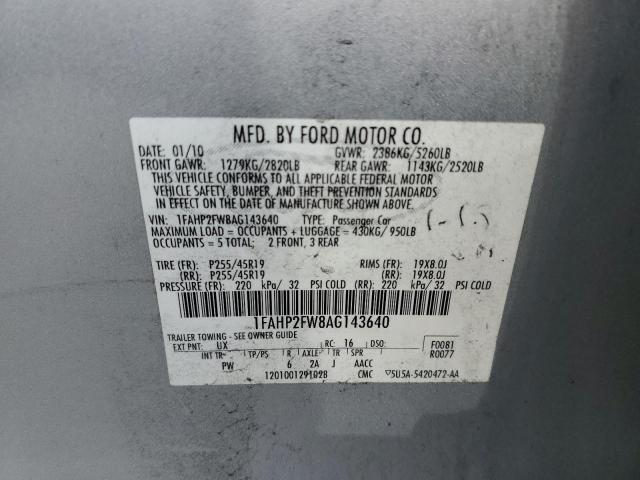 MFD. BY FORD MOTOR CO.
DATE: 01/10 GVWR: 2386KG/5260LB
FRONT GAWR: 1279KG/2820LB REAR GAWR: 1143KG/2520LB
THIS VEHICLE CONFORMS TO ALL APPLICABLE FEDERAL MOTOR
VEHICLE SAFETY, BUMPER, AND THEFT PREVENTION STANDARDS
IN EFFECT ON THE DATE OF MANUFACTURE SHOWN ABOVE.
VIN: 1FAHP2FW8AG143640 TYPE: Passenger Car
MAXIMUM LOAD = OCCUPANTS + LUGGAGE = 430KG/ 950LB
OCCUPANTS = 5 TOTAL; 2 FRONT, 3 REAR
TIRE (FR): P255/45R19 RIMS (FR): 19X8.0J
(RR): P255/45R19 (RR): 19X8.0J
PRESSURE (FR): 220 kPa/ 32 PSI COLD (RR): 220 kPa/ 32 PSI COLD
1FAHP2FW8AG143640
TRAILER TOWING - SEE OWNER GUIDE
EXT PNT: UX RC: 16 DSO: F0081
INT TR TP/PS R AXLE TR SPR R0077
PW 6 2A J AACC
1201001291028 CMC ▽5U5A-5420472-AA